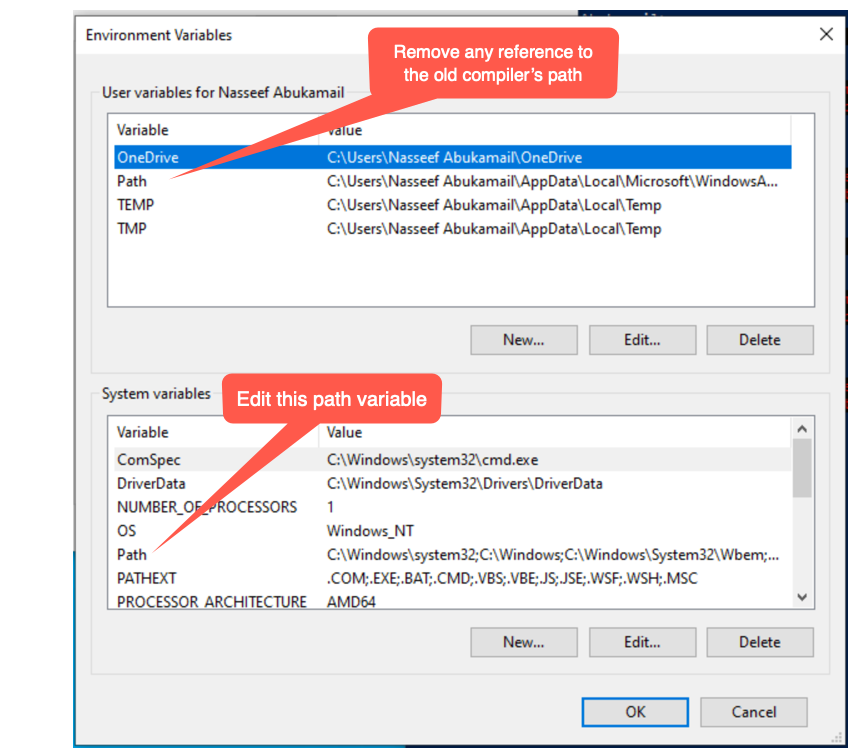 Environment Variables
Remove any reference to
the old compiler's path
User variables for Nasseef Abukamail
Variable Value
OneDrive C:\Users\Nasseef Abukamail\OneDrive
Path C:\Users\Nasseef Abukamail\AppData\Local\Microsoft\WindowsA...
TEMP C:\Users\Nasseef Abukamail\AppData\Local\Temp
TMP C:\Users\Nasseef Abukamail\AppData\Local\Temp
New... Edit... Delete
System variables
Edit this path variable
Variable Value
ComSpec C:\Windows\system32\cmd.exe
DriverData C:\Windows\System32\Drivers\DriverData
NUMBER_OF_PROCESSORS 1
OS Windows_NT
Path C:\Windows\system32;C:\Windows;C:\Windows\System32\Wbem;...
PATHEXT .COM;.EXE;.BAT;.CMD;.VBS;.VBE;.JS;.JSE;.WSF;.WSH;.MSC
PROCESSOR_ARCHITECTURE AMD64
New... Edit... Delete
OK Cancel